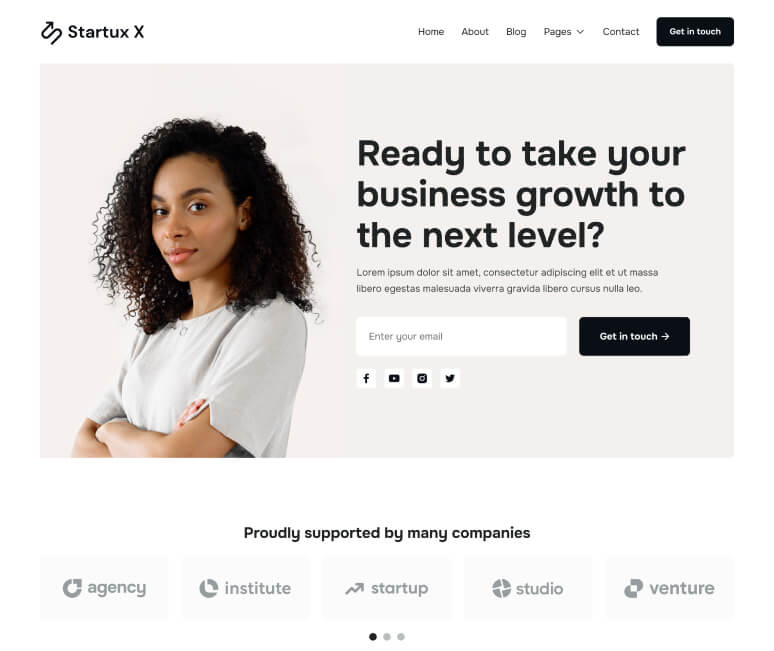 Startux X
Home About Blog Pages Contact Get in touch
Ready to take your
business growth to
the next level?
Lorem ipsum dolor sit amet, consectetur adipiscing elit et ut massa
libero egestas malesuada viverra gravida libero cursus nulla leo.
Enter your email
Get in touch →
Proudly supported by many companies
agency institute startup studio venture